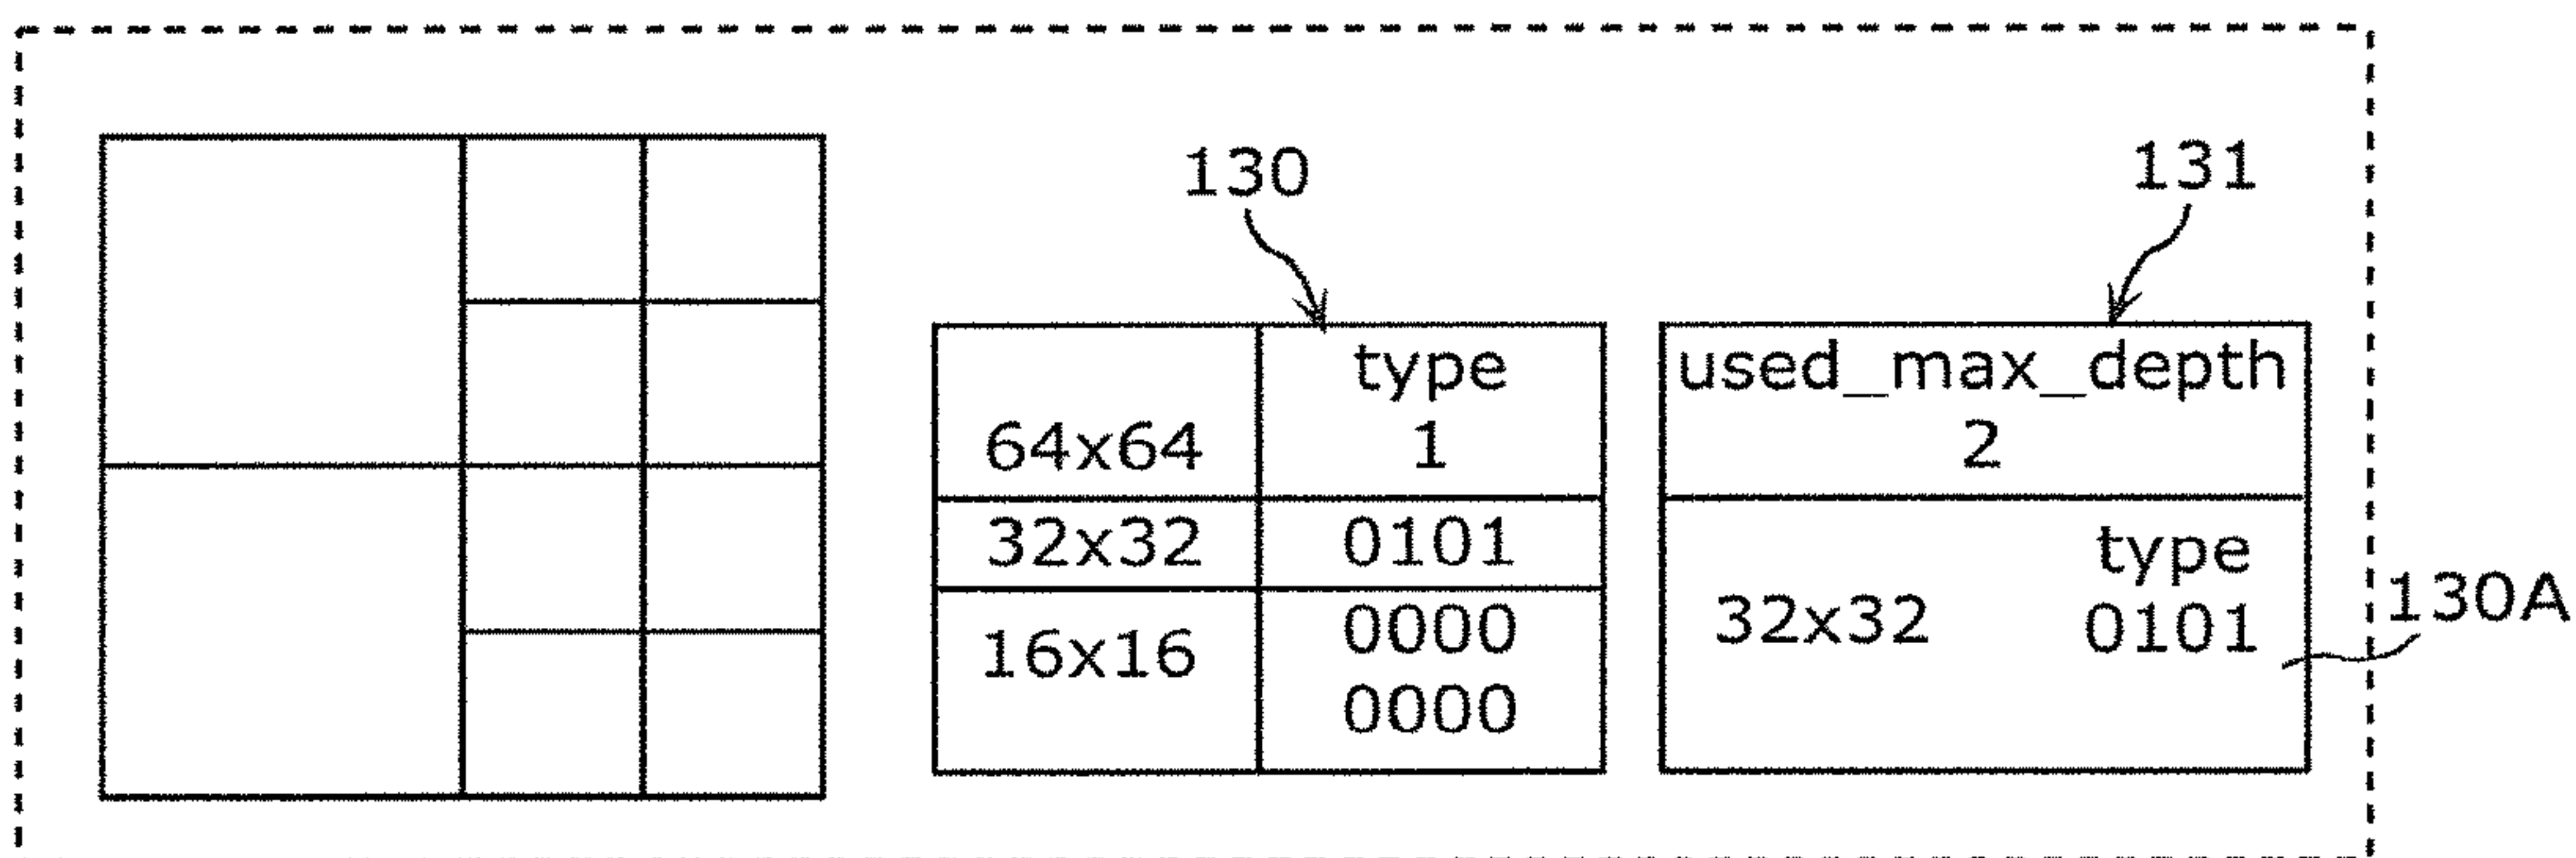 130
131
type
64x64 1
32x32 0101
16x16 0000
0000
used_max_depth
2
type
32x32 0101
130A